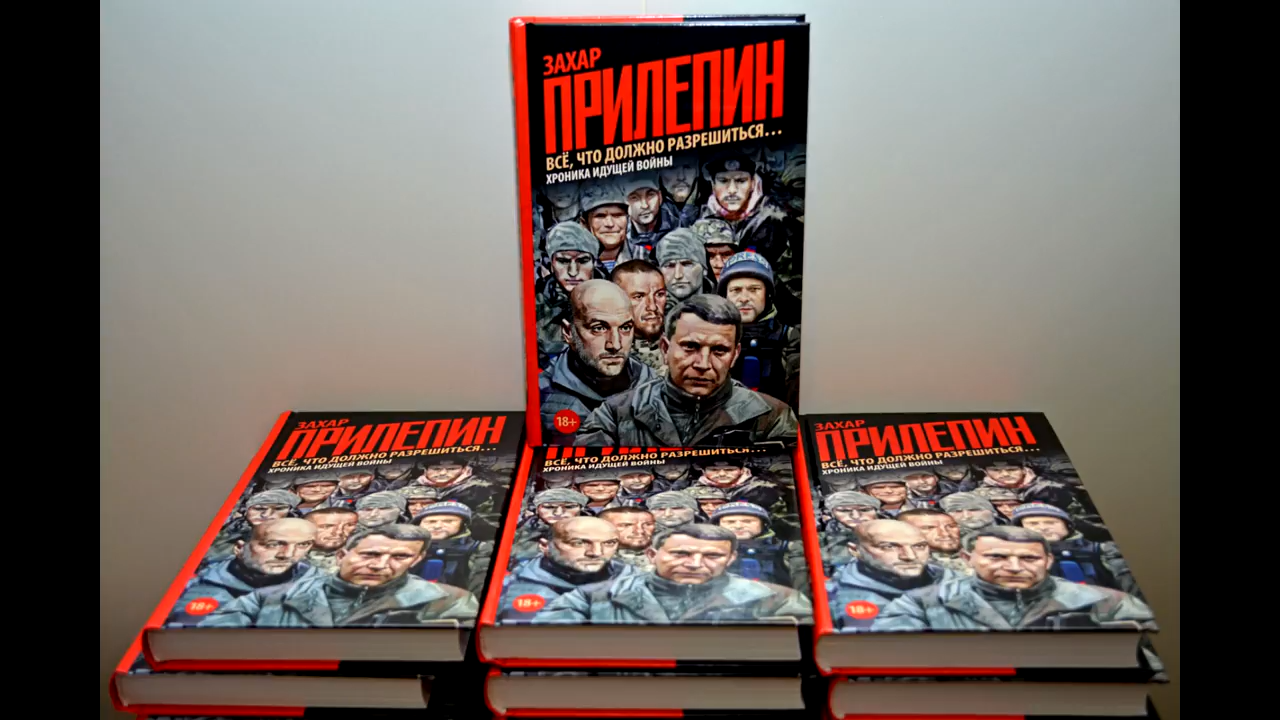 ЗАХАР
ПРИЛЕПИН
ВСЁ, ЧТО ДОЛЖНО РАЗРЕШИТЬСЯ...
ХРОНИКА ИДУЩЕЙ ВОЙНЫ
18+
ЗАХАР
ПРИЛЕПИН
ВСЁ, ЧТО ДОЛЖНО РАЗРЕШИТЬСЯ...
ХРОНИКА ИДУЩЕЙ ВОЙНЫ
18+
ПРИЛЕПИН
ВСЁ, ЧТО ДОЛЖНО РАЗРЕШИТЬСЯ...
ХРОНИКА ИДУЩЕЙ ВОЙНЫ
18+
ЗАХАР
ПРИЛЕПИН
ВСЁ, ЧТО ДОЛЖНО РАЗРЕШИТЬСЯ...
ХРОНИКА ИДУЩЕЙ ВОЙНЫ
18+